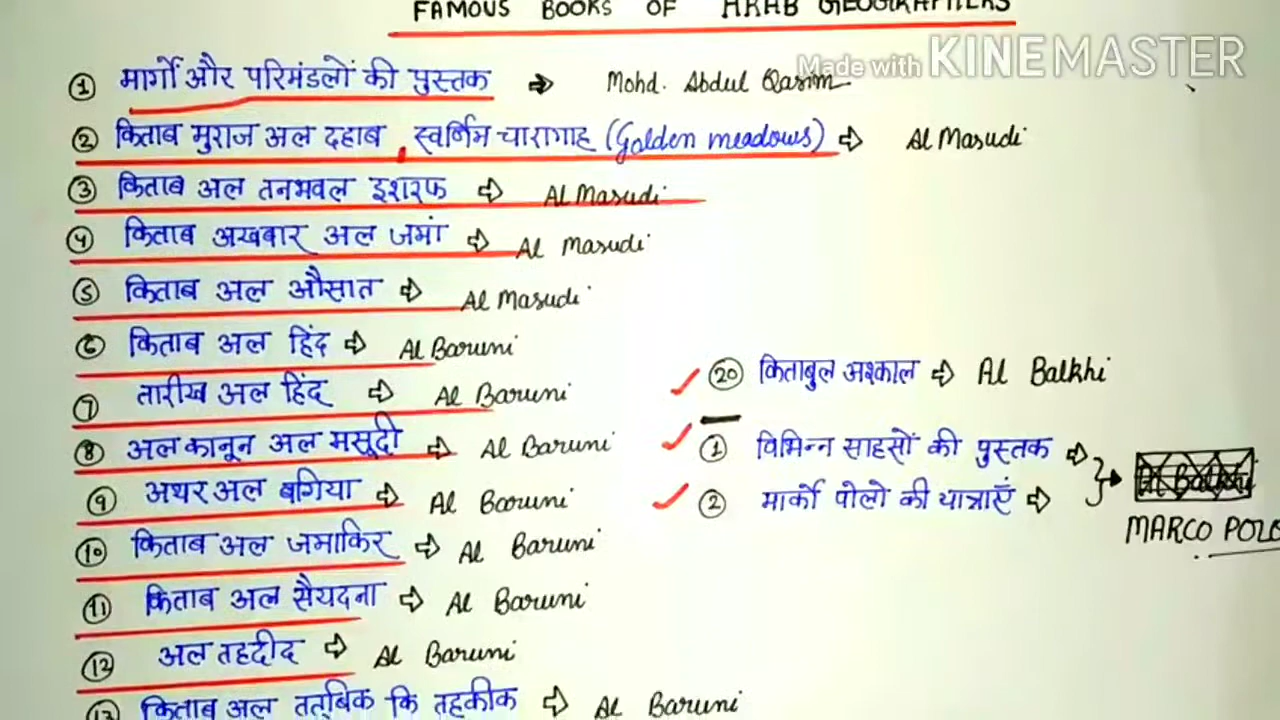 FAMOUS BOOKS OF ARAB GEOGRAPHERS
Made with KINEMASTER
① मार्गो और परिमंडलों की पुस्तक ⇒ Mohd. Abdul Qasim
② किताब मुराज अल दहाब, स्वर्णिम चारागाह (Golden meadows) ⇒ Al Masudi
③ किताब अल तनभवल इशरफ ⇒ Al Masudi
④ किताब अखबार अल जमां ⇒ Al Masudi
⑤ किताब अल औसात ⇒ Al Masudi
⑥ किताब अल हिंद ⇒ Al Baruni
⑦ तारीख अल हिंद ⇒ Al Baruni
⑧ अल कानून अल मसूदी ⇒ Al Baruni
⑨ अथर अल बगिया ⇒ Al Baruni
⑩ किताब अल जमाकिर ⇒ Al Baruni
⑪ किताब अल सैयदना ⇒ Al Baruni
⑫ अल तहदीद ⇒ Al Baruni
⑬ किताब अल तत्बिक कि तहकीक ⇒ Al Baruni
⑳ किताबुल अश्काल ⇒ Al Balkhi
① विभिन्न साहसों की पुस्तक ⇒
② मार्को पोलो की यात्राएँ ⇒
MARCO POLO